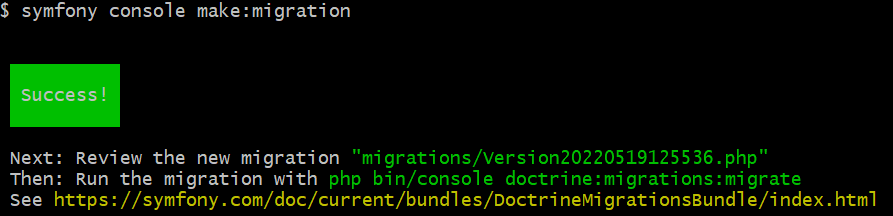 $ symfony console make:migration
Success!
Next: Review the new migration "migrations/Version20220519125536.php"
Then: Run the migration with php bin/console doctrine:migrations:migrate
See https://symfony.com/doc/current/bundles/DoctrineMigrationsBundle/index.html